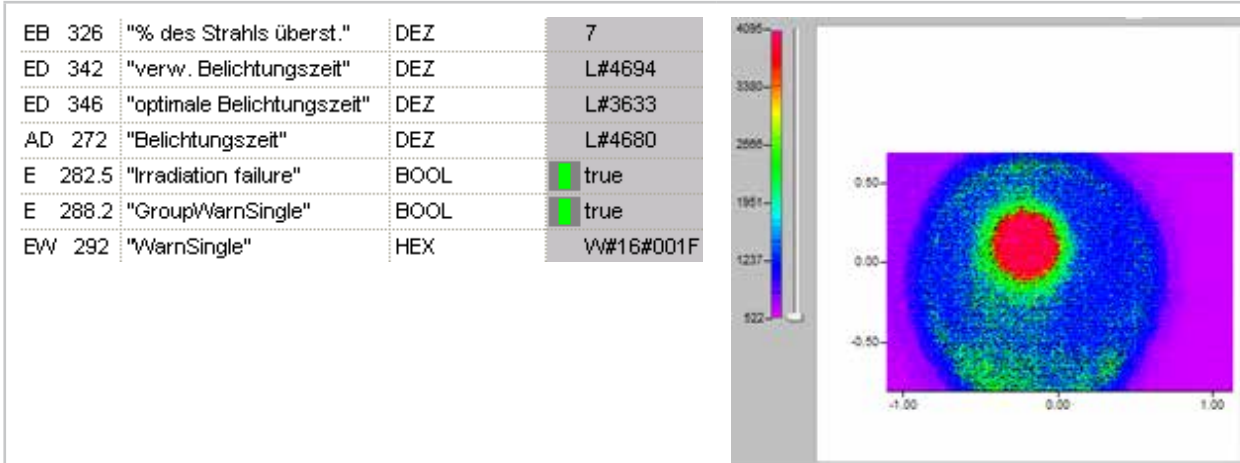 EB 326 "% des Strahls überst." DEZ 7
ED 342 "verw. Belichtungszeit" DEZ L#4694
ED 346 "optimale Belichtungszeit" DEZ L#3633
AD 272 "Belichtungszeit" DEZ L#4680
E 282.5 "Irradiation failure" BOOL true
E 288.2 "GroupWarnSingle" BOOL true
EW 292 "WarnSingle" HEX W#16#001F
4095
3380
1951
1237
522
0.50
0.00
-0.50
-1.00 0.00 1.00